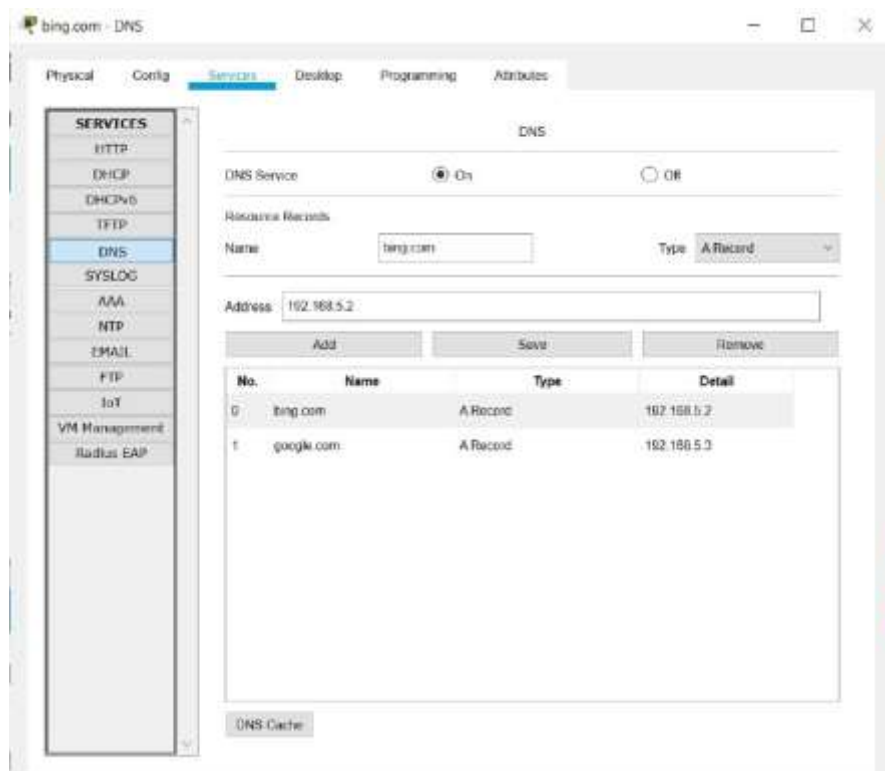 bing.com - DNS
Physical Config Services Desktop Programming Attributes
SERVICES
HTTP
DHCP
DHCPv6
TFTP
DNS
SYSLOG
AAA
NTP
EMAIL
FTP
IoT
VM Management
Radius EAP
DNS
DNS Service On Off
Resource Records
Name bing.com Type A Record
Address 192.168.5.2
Add Save Remove
No. Name Type Detail
0 bing.com A Record 192.168.5.2
1 google.com A Record 192.168.5.3
DNS Cache